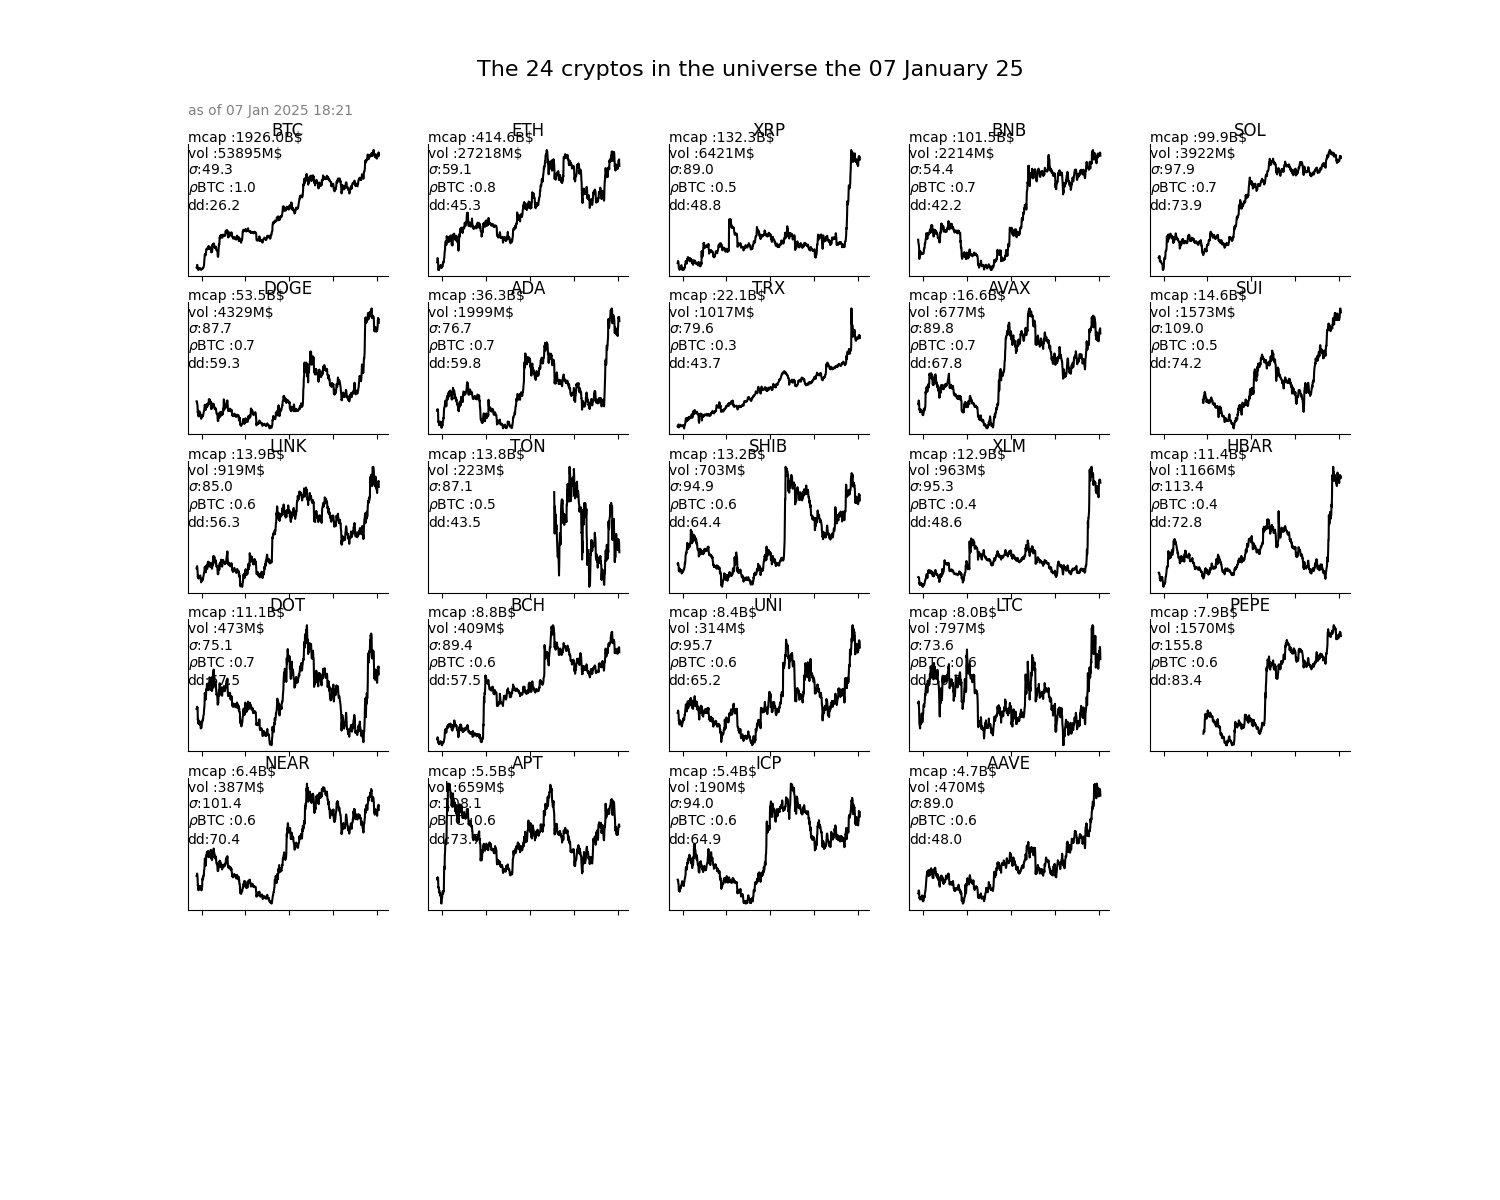 The 24 cryptos in the universe the 07 January 25
as of 07 Jan 2025 18:21
BTC
mcap :1926.0B$
vol :53895M$
σ:49.3
ρBTC :1.0
dd:26.2
ETH
mcap :414.6B$
vol :27218M$
σ:59.1
ρBTC :0.8
dd:45.3
XRP
mcap :132.3B$
vol :6421M$
σ:89.0
ρBTC :0.5
dd:48.8
BNB
mcap :101.5B$
vol :2214M$
σ:54.4
ρBTC :0.7
dd:42.2
SOL
mcap :99.9B$
vol :3922M$
σ:97.9
ρBTC :0.7
dd:73.9
DOGE
mcap :53.5B$
vol :4329M$
σ:87.7
ρBTC :0.7
dd:59.3
ADA
mcap :36.3B$
vol :1999M$
σ:76.7
ρBTC :0.7
dd:59.8
TRX
mcap :22.1B$
vol :1017M$
σ:79.6
ρBTC :0.3
dd:43.7
AVAX
mcap :16.6B$
vol :677M$
σ:89.8
ρBTC :0.7
dd:67.8
SUI
mcap :14.6B$
vol :1573M$
σ:109.0
ρBTC :0.5
dd:74.2
LINK
mcap :13.9B$
vol :919M$
σ:85.0
ρBTC :0.6
dd:56.3
TON
mcap :13.8B$
vol :223M$
σ:87.1
ρBTC :0.5
dd:43.5
SHIB
mcap :13.2B$
vol :703M$
σ:94.9
ρBTC :0.6
dd:64.4
XLM
mcap :12.9B$
vol :963M$
σ:95.3
ρBTC :0.4
dd:48.6
HBAR
mcap :11.4B$
vol :1166M$
σ:113.4
ρBTC :0.4
dd:72.8
DOT
mcap :11.1B$
vol :473M$
σ:75.1
ρBTC :0.7
BCH
mcap :8.8B$
vol :409M$
σ:89.4
ρBTC :0.6
dd:57.5
UNI
mcap :8.4B$
vol :314M$
σ:95.7
ρBTC :0.6
dd:65.2
LTC
mcap :8.0B$
vol :797M$
σ:73.6
ρBTC :0.6
PEPE
mcap :7.9B$
vol :1570M$
σ:155.8
ρBTC :0.6
dd:83.4
NEAR
mcap :6.4B$
vol :387M$
σ:101.4
ρBTC :0.6
dd:70.4
APT
mcap :5.5B$
vol :659M$
σ:108.1
ρBTC :0.6
ICP
mcap :5.4B$
vol :190M$
σ:94.0
ρBTC :0.6
dd:64.9
AAVE
mcap :4.7B$
vol :470M$
σ:89.0
ρBTC :0.6
dd:48.0